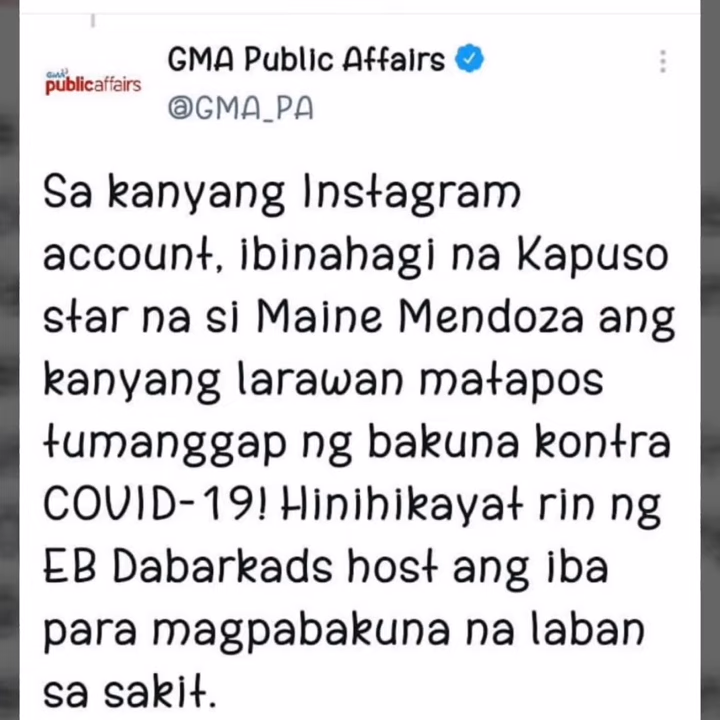 GMA Public Affairs
GMA
publicaffairs
@GMA_PA
Sa kanyang Instagram
account, ibinahagi na Kapuso
star na si Maine Mendoza ang
kanyang larawan matapos
tumanggap ng bakuna kontra
COVID-19! Hinihikayat rin ng
EB Dabarkads host ang iba
para magpabakuna na laban
sa sakit.